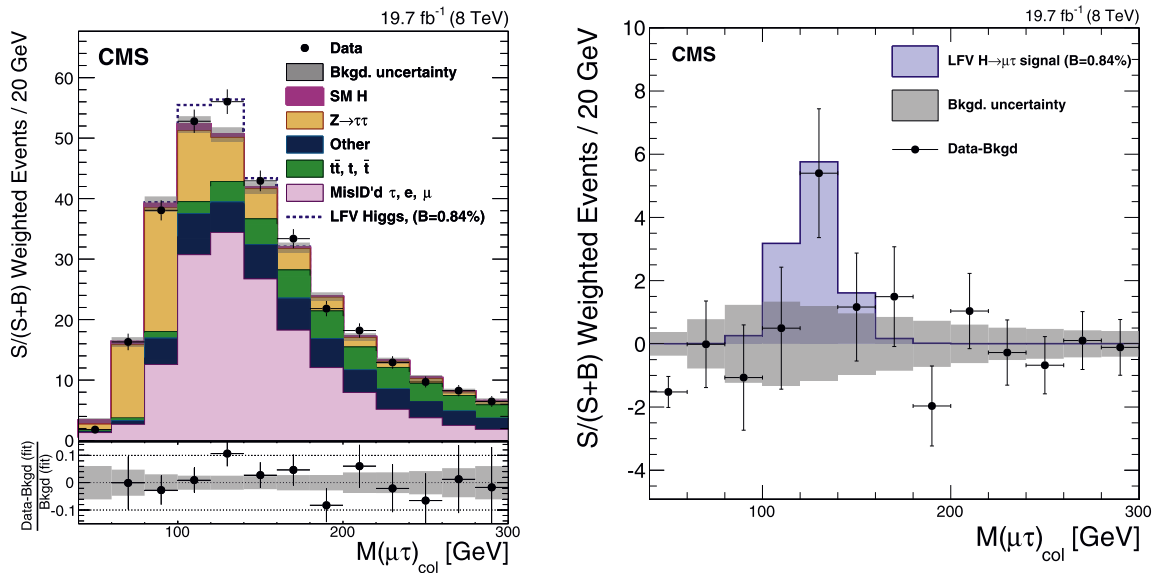 19.7 fb⁻¹ (8 TeV)
CMS
Data
Bkgd. uncertainty
SM H
Z→ττ
Other
tt̄, t, t̄
MisID'd τ, e, μ
LFV Higgs, (B=0.84%)
S/(S+B) Weighted Events / 20 GeV
60
50
40
30
20
10
0
Data-Bkgd (fit)
Bkgd (fit)
0.1
0
-0.1
100
200
300
M(μτ)col [GeV]
19.7 fb⁻¹ (8 TeV)
CMS
LFV H→μτ signal (B=0.84%)
Bkgd. uncertainty
Data-Bkgd
S/(S+B) Weighted Events / 20 GeV
10
8
6
4
2
0
-2
-4
100
200
300
M(μτ)col [GeV]